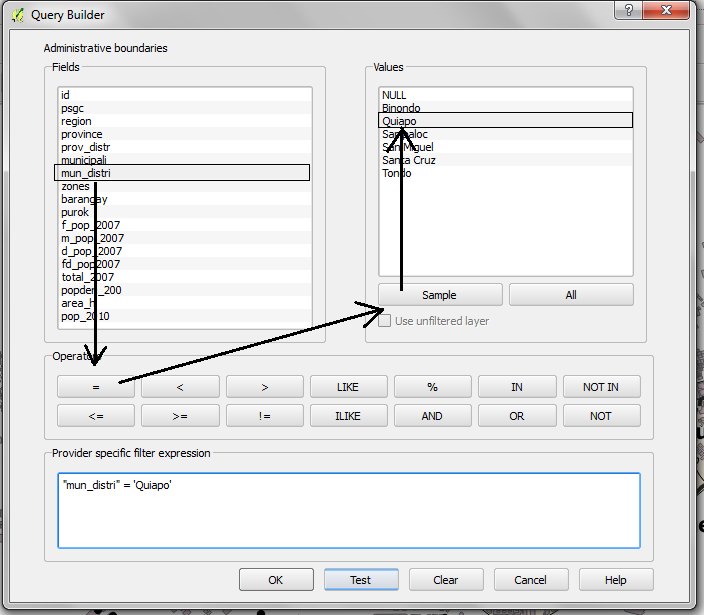 Query Builder
?
Administrative boundaries
Fields
id
psgc
region
province
prov_distr
municipali
mun_distri
zones
barangay
purok
f_pop_2007
m_pop_2007
d_pop_2007
fd_pop2007
total_2007
popden_200
area_h
pop_2010
Values
NULL
Binondo
Quiapo
Sampaloc
San Miguel
Santa Cruz
Tondo
Sample All
Use unfiltered layer
Operators
= < > LIKE % IN NOT IN
<= >= != ILIKE AND OR NOT
Provider specific filter expression
"mun_distri" = 'Quiapo'
OK Test Clear Cancel Help